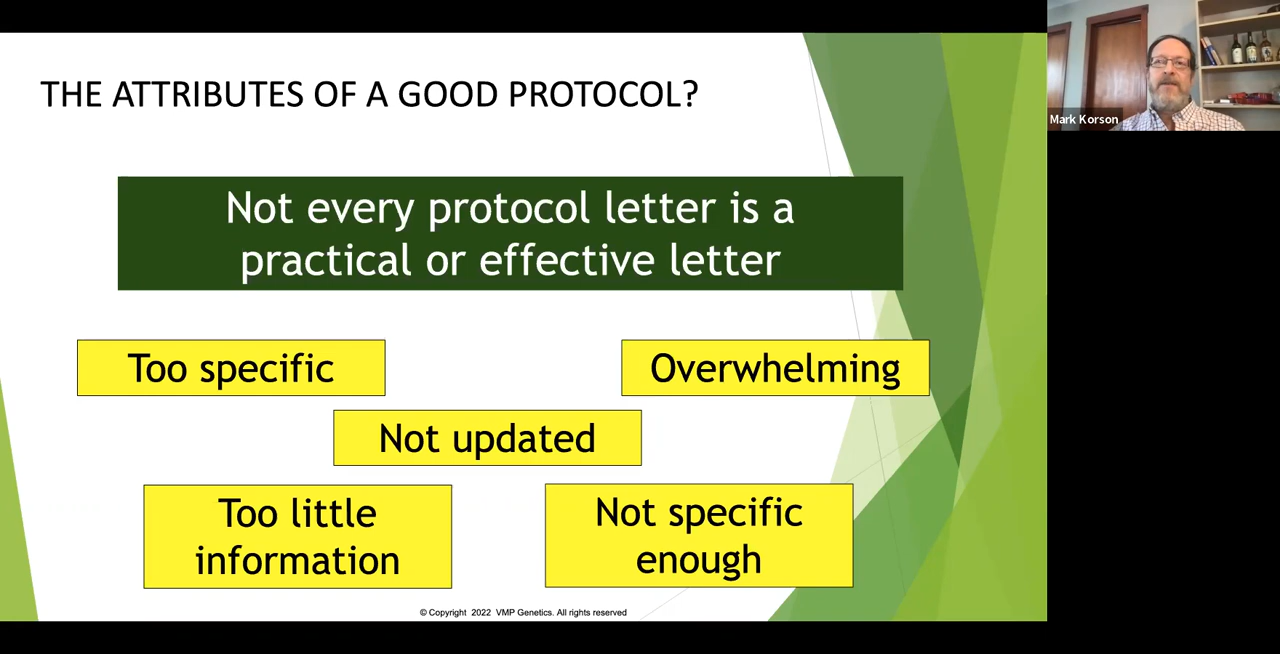 THE ATTRIBUTES OF A GOOD PROTOCOL?
Mark Korson
Not every protocol letter is a
practical or effective letter
Too specific
Overwhelming
Not updated
Too little
information
Not specific
enough
© Copyright 2022 VMP Genetics. All rights reserved